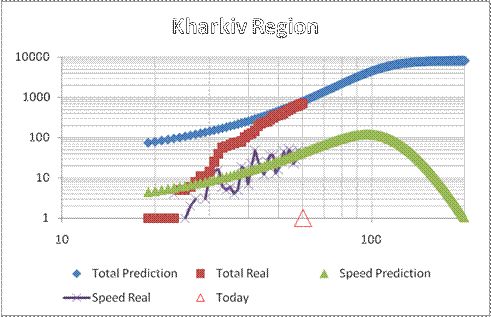 Kharkiv Region
10000
1000
100
10
1
10 100
Total Prediction Total Real Speed Prediction
Speed Real Today